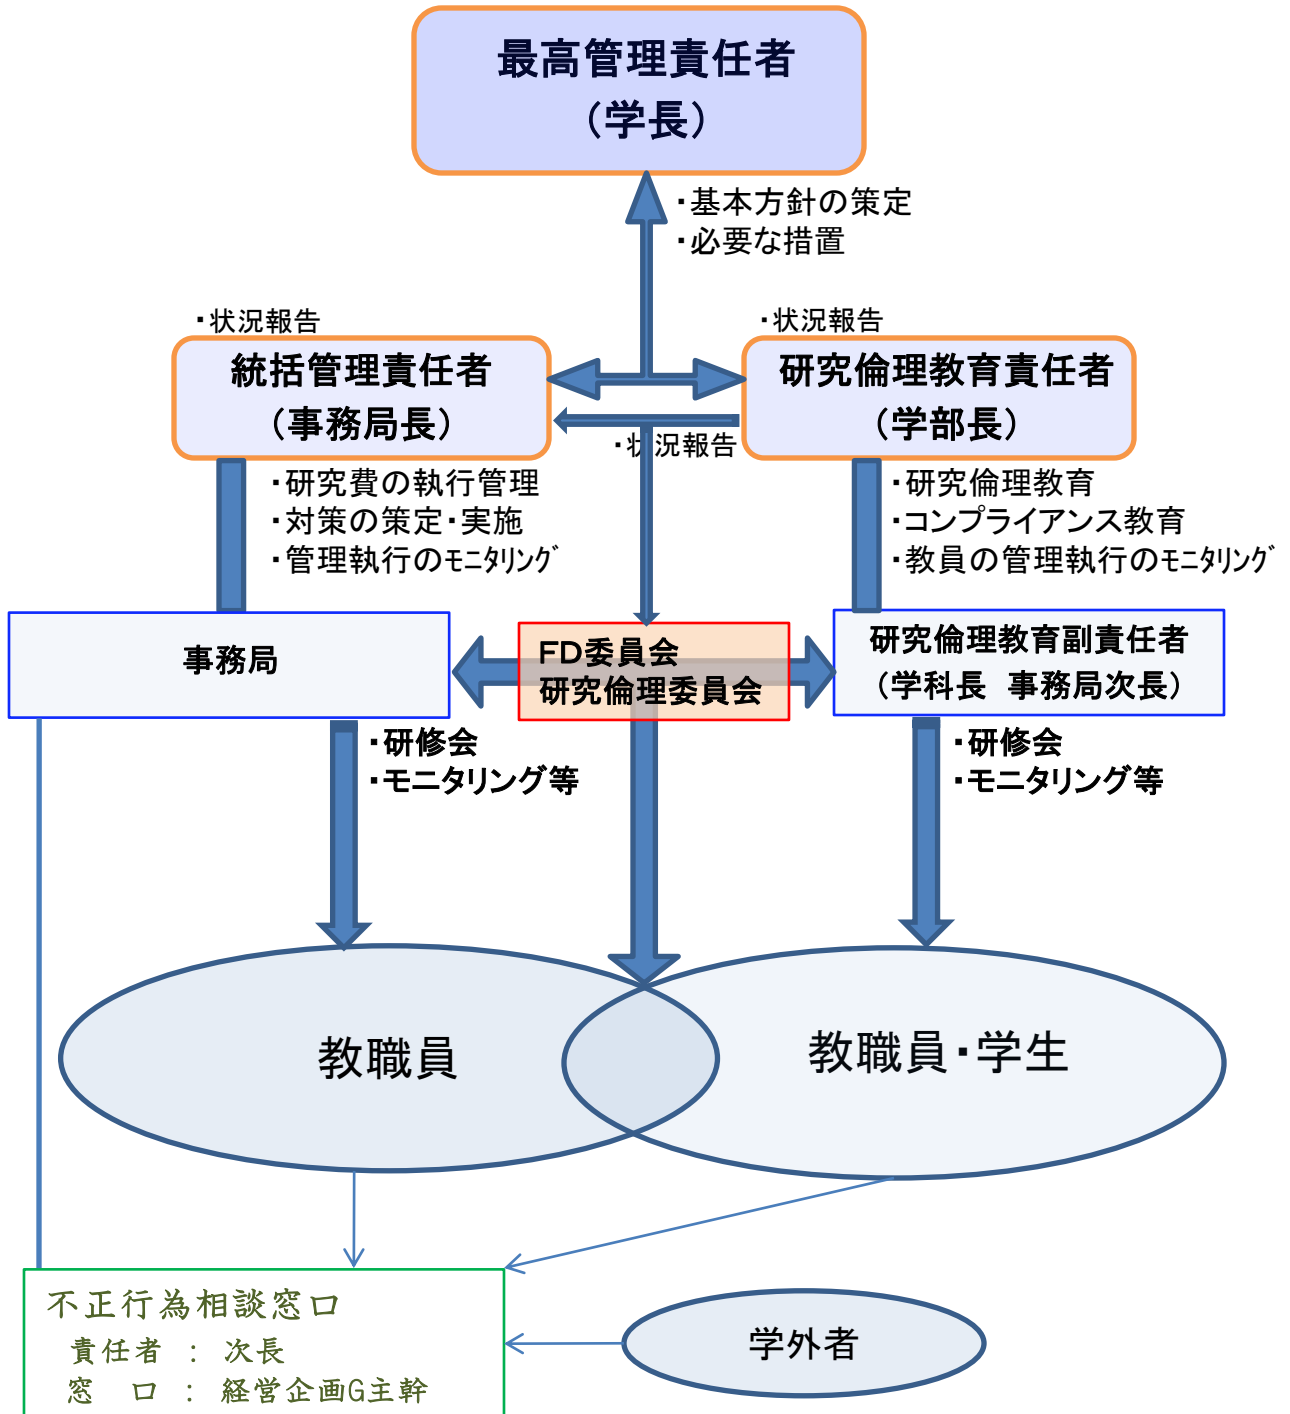 最高管理責任者
（学長）
・基本方針の策定
・必要な措置
・状況報告
・状況報告
統括管理責任者
（事務局長）
研究倫理教育責任者
（学部長）
・状況報告
・研究費の執行管理
・対策の策定・実施
・管理執行のﾓﾆﾀﾘﾝｸﾞ
・研究倫理教育
・コンプライアンス教育
・教員の管理執行のﾓﾆﾀﾘﾝｸﾞ
事務局
FD委員会
研究倫理委員会
研究倫理教育副責任者
（学科長　事務局次長）
・研修会
・モニタリング等
・研修会
・モニタリング等
教職員
教職員・学生
不正行為相談窓口
責任者　：　次長
窓　口　：　経営企画G主幹
学外者